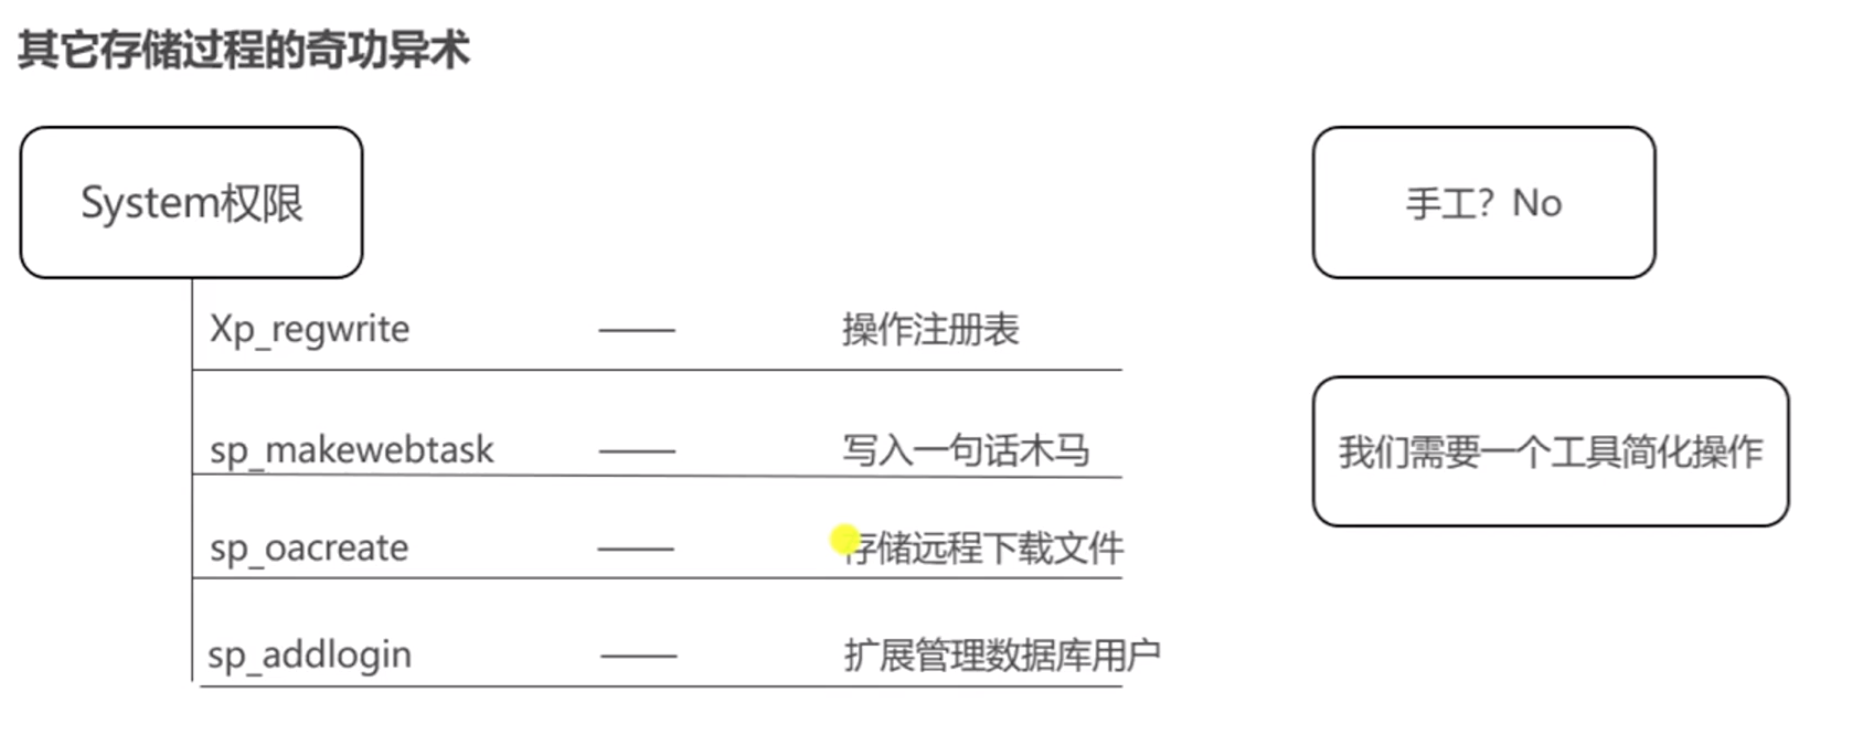 其它存储过程的奇功异术
System权限
手工？No
Xp_regwrite —— 操作注册表
sp_makewebtask —— 写入一句话木马
我们需要一个工具简化操作
sp_oacreate —— 存储远程下载文件
sp_addlogin —— 扩展管理数据库用户